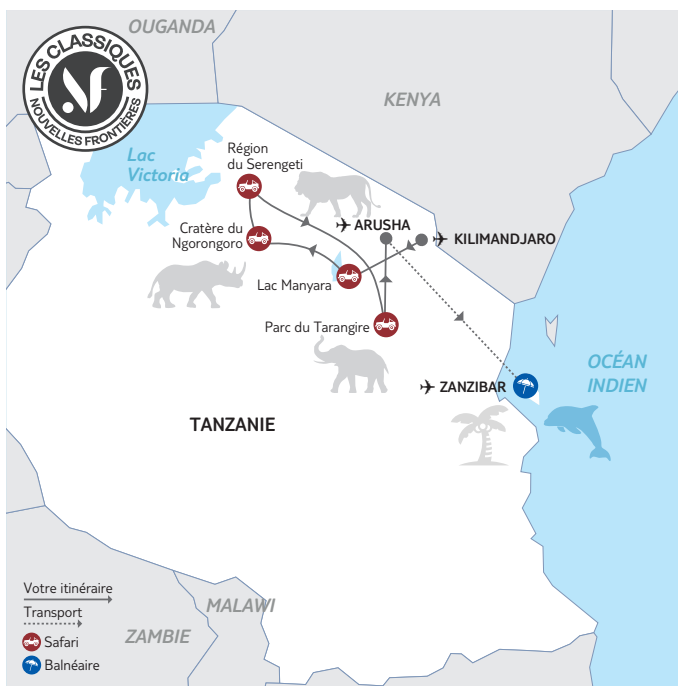 OUGANDA
LES CLASSIQUES
NOUVELLES FRONTIÈRES
NF
KENYA
Lac
Victoria
Région
du Serengeti
ARUSHA
Cratère du
Ngorongoro
KILIMANDJARO
Lac Manyara
Parc du Tarangire
OCÉAN
INDIEN
ZANZIBAR
TANZANIE
Votre itinéraire
Transport
MALAWI
ZAMBIE
Safari
Balnéaire